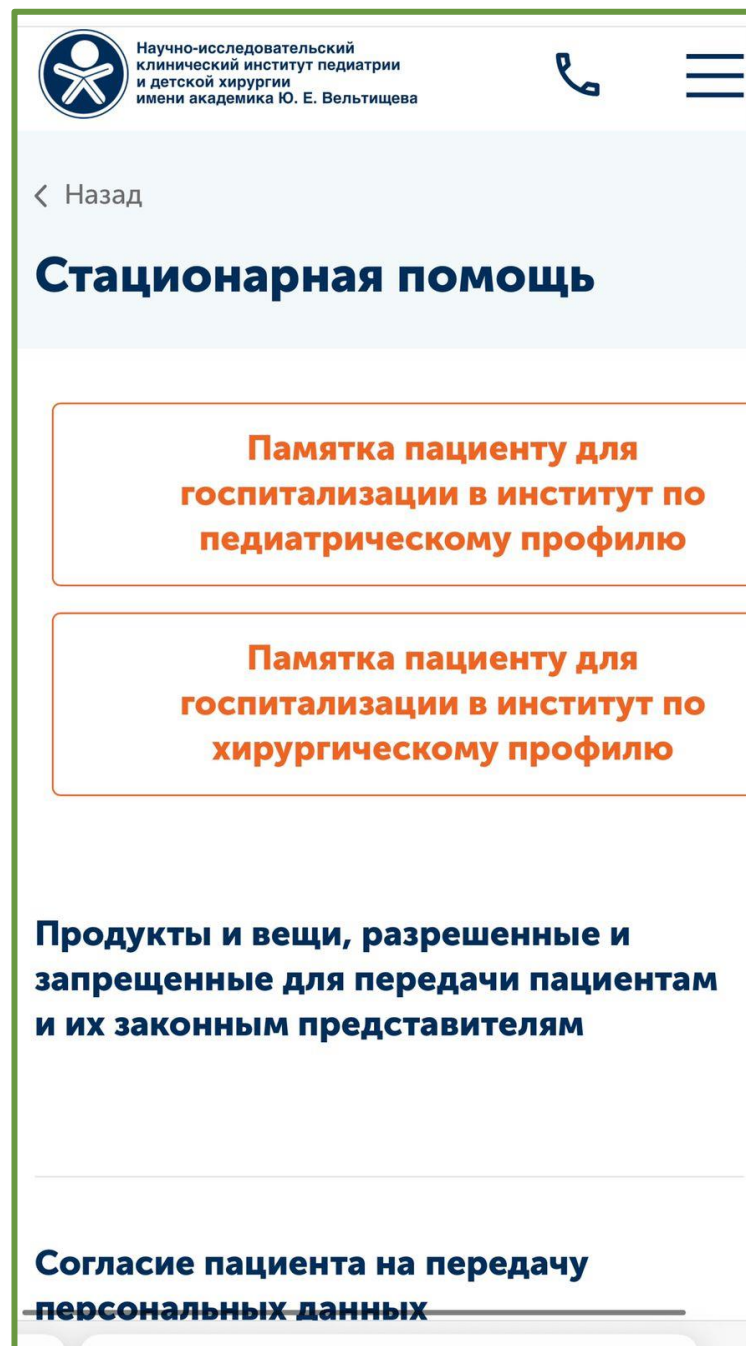 Научно-исследовательский
клинический институт педиатрии
и детской хирургии
имени академика Ю. Е. Вельтищева
Назад
Стационарная помощь
Памятка пациенту для
госпитализации в институт по
педиатрическому профилю
Памятка пациенту для
госпитализации в институт по
хирургическому профилю
Продукты и вещи, разрешенные и
запрещенные для передачи пациентам
и их законным представителям
Согласие пациента на передачу
персональных данных